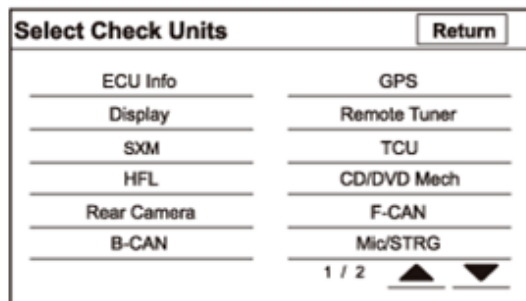 Select Check Units Return
ECU Info GPS
Display Remote Tuner
SXM TCU
HFL CD/DVD Mech
Rear Camera F-CAN
B-CAN Mic/STRG
1 / 2